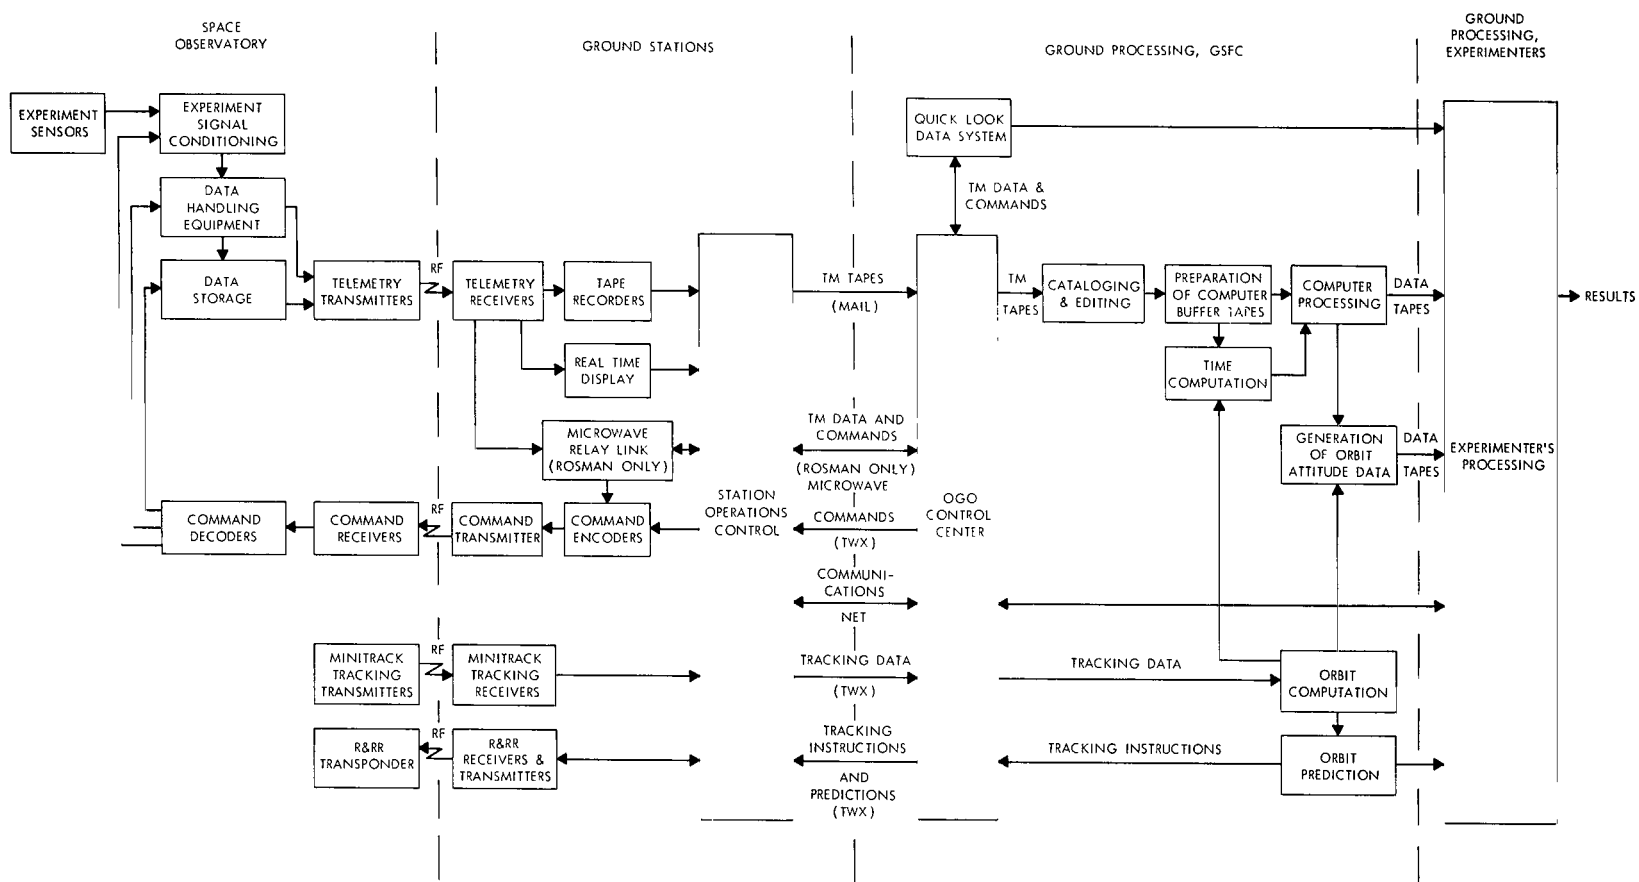 SPACE
OBSERVATORY
GROUND STATIONS
GROUND PROCESSING, GSFC
GROUND
PROCESSING,
EXPERIMENTERS
EXPERIMENT
SENSORS
EXPERIMENT
SIGNAL
CONDITIONING
DATA
HANDLING
EQUIPMENT
DATA
STORAGE
TELEMETRY
TRANSMITTERS
RF
TELEMETRY
RECEIVERS
TAPE
RECORDERS
REAL TIME
DISPLAY
MICROWAVE
RELAY LINK
(ROSMAN ONLY)
COMMAND
DECODERS
COMMAND
RECEIVERS
RF
COMMAND
TRANSMITTER
COMMAND
ENCODERS
STATION
OPERATIONS
CONTROL
MINITRACK
TRACKING
TRANSMITTERS
RF
MINITRACK
TRACKING
RECEIVERS
R&RR
TRANSPONDER
RF
R&RR
RECEIVERS &
TRANSMITTERS
TM TAPES
(MAIL)
TM DATA AND
COMMANDS
(ROSMAN ONLY)
MICROWAVE
COMMANDS
(TWX)
COMMUNI-
CATIONS
NET
TRACKING DATA
(TWX)
TRACKING
INSTRUCTIONS
AND
PREDICTIONS
(TWX)
QUICK LOOK
DATA SYSTEM
TM DATA &
COMMANDS
OGO
CONTROL
CENTER
TM
TAPES
CATALOGING
& EDITING
PREPARATION
OF COMPUTER
BUFFER TAPES
COMPUTER
PROCESSING
DATA
TAPES
TIME
COMPUTATION
GENERATION
OF ORBIT
ATTITUDE DATA
DATA
TAPES
TRACKING DATA
ORBIT
COMPUTATION
TRACKING INSTRUCTIONS
ORBIT
PREDICTION
EXPERIMENTER'S
PROCESSING
RESULTS